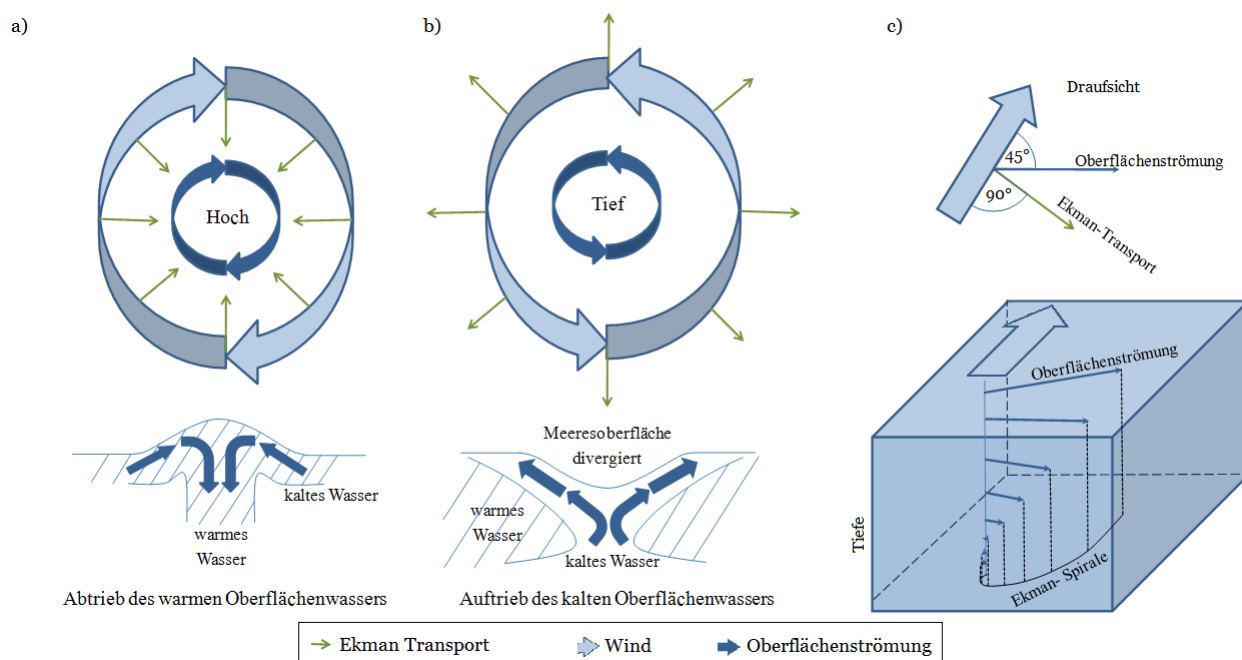 a)
Hoch
kaltes Wasser
warmes
Wasser
Abtrieb des warmen Oberflächenwassers
b)
Tief
Meeresoberfläche
divergiert
warmes
Wasser
kaltes Wasser
Auftrieb des kalten Oberflächenwassers
c)
Draufsicht
45°
Oberflächenströmung
90°
Ekman-Transport
Oberflächenströmung
Tiefe
Ekman- Spirale
Ekman Transport
Wind
Oberflächenströmung